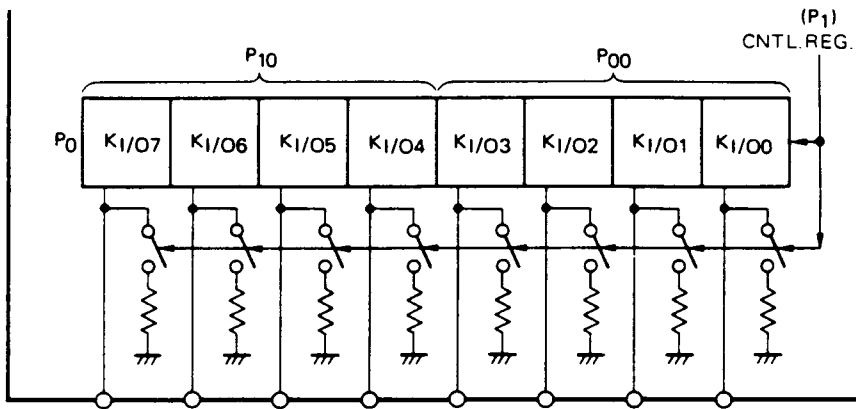 (P1)
CNTL.REG.
P10
P00
P0
KI/O7
KI/O6
KI/O5
KI/O4
KI/O3
KI/O2
KI/O1
KI/O0